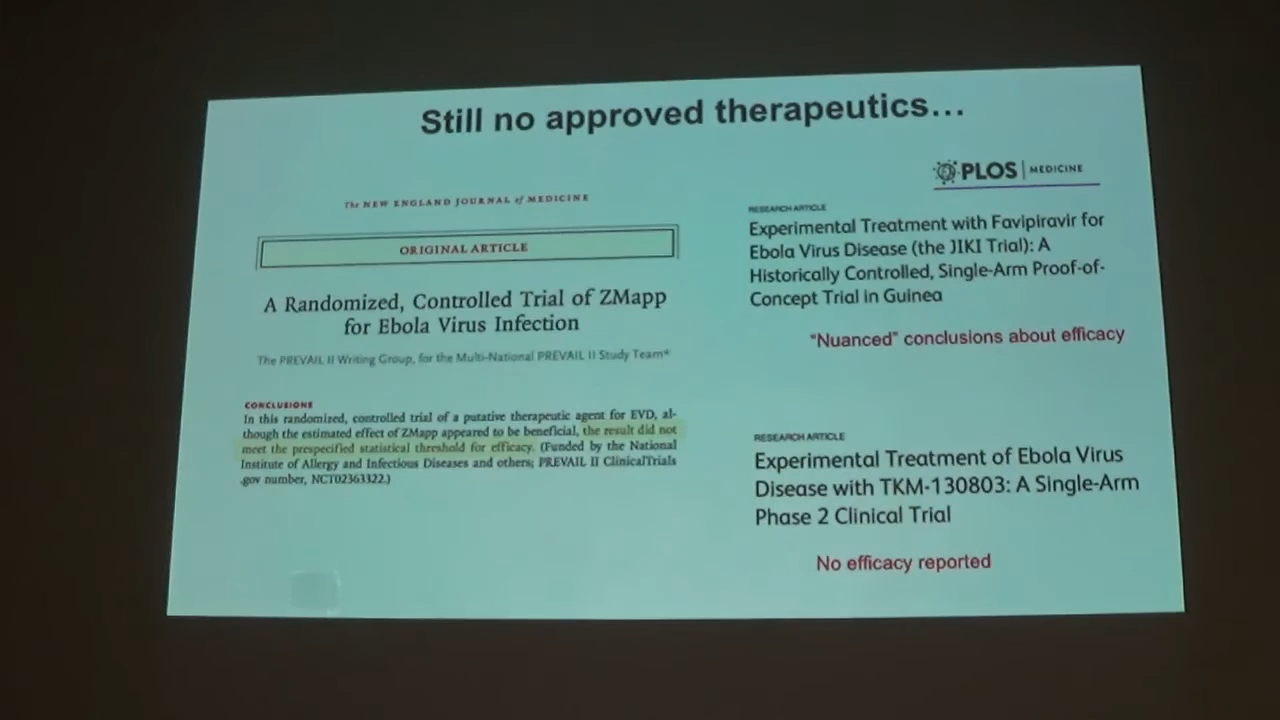 Still no approved therapeutics...
The NEW ENGLAND JOURNAL of MEDICINE
ORIGINAL ARTICLE
A Randomized, Controlled Trial of ZMapp
for Ebola Virus Infection
The PREVAIL II Writing Group, for the Multi-National PREVAIL II Study Team*
CONCLUSIONS
In this randomized, controlled trial of a putative therapeutic agent for EVD, al-
though the estimated effect of ZMapp appeared to be beneficial, the result did not
meet the prespecified statistical threshold for efficacy. (Funded by the National
Institute of Allergy and Infectious Diseases and others; PREVAIL II ClinicalTrials
.gov number, NCT02363322.)
PLOS | MEDICINE
RESEARCH ARTICLE
Experimental Treatment with Favipiravir for
Ebola Virus Disease (the JIKI Trial): A
Historically Controlled, Single-Arm Proof-of-
Concept Trial in Guinea
"Nuanced" conclusions about efficacy
RESEARCH ARTICLE
Experimental Treatment of Ebola Virus
Disease with TKM-130803: A Single-Arm
Phase 2 Clinical Trial
No efficacy reported